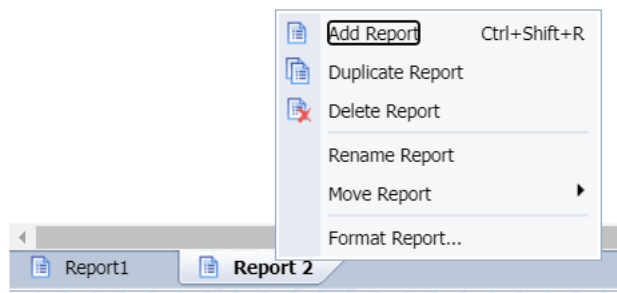 Add Report Ctrl+Shift+R
Duplicate Report
Delete Report
Rename Report
Move Report
Format Report...
Report1 Report 2